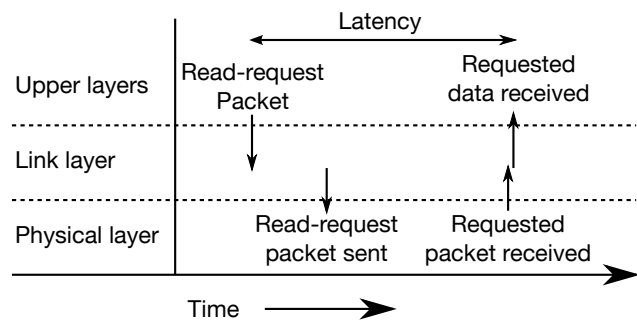 Latency
Upper layers
Read-request
Packet
Requested
data received
Link layer
Physical layer
Read-request
packet sent
Requested
packet received
Time